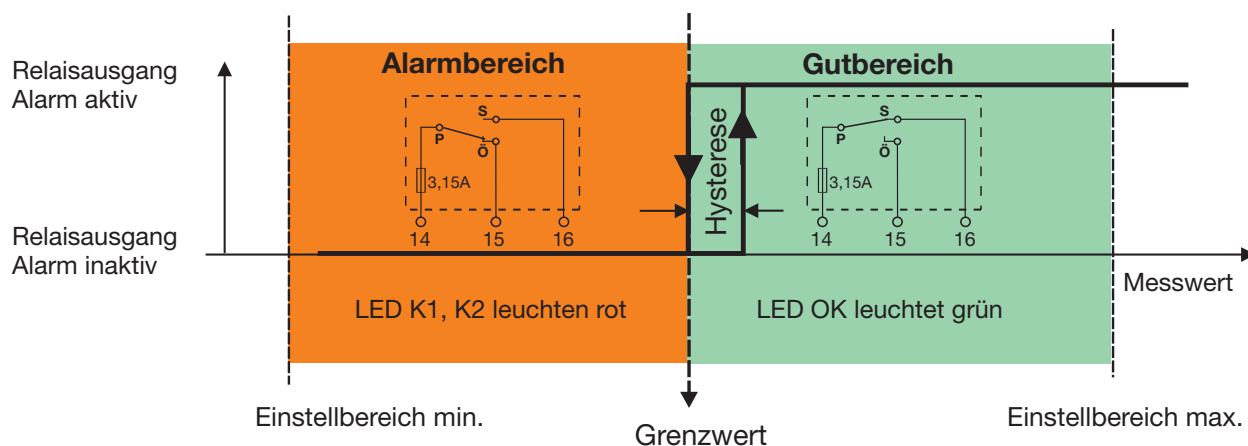 Alarmbereich
Gutbereich
Relaisausgang
Alarm aktiv
S
P
Ö
3,15A
14
15
16
Hysterese
S
P
Ö
3,15A
14
15
16
Relaisausgang
Alarm inaktiv
Messwert
LED K1, K2 leuchten rot
LED OK leuchtet grün
Einstellbereich min.
Grenzwert
Einstellbereich max.